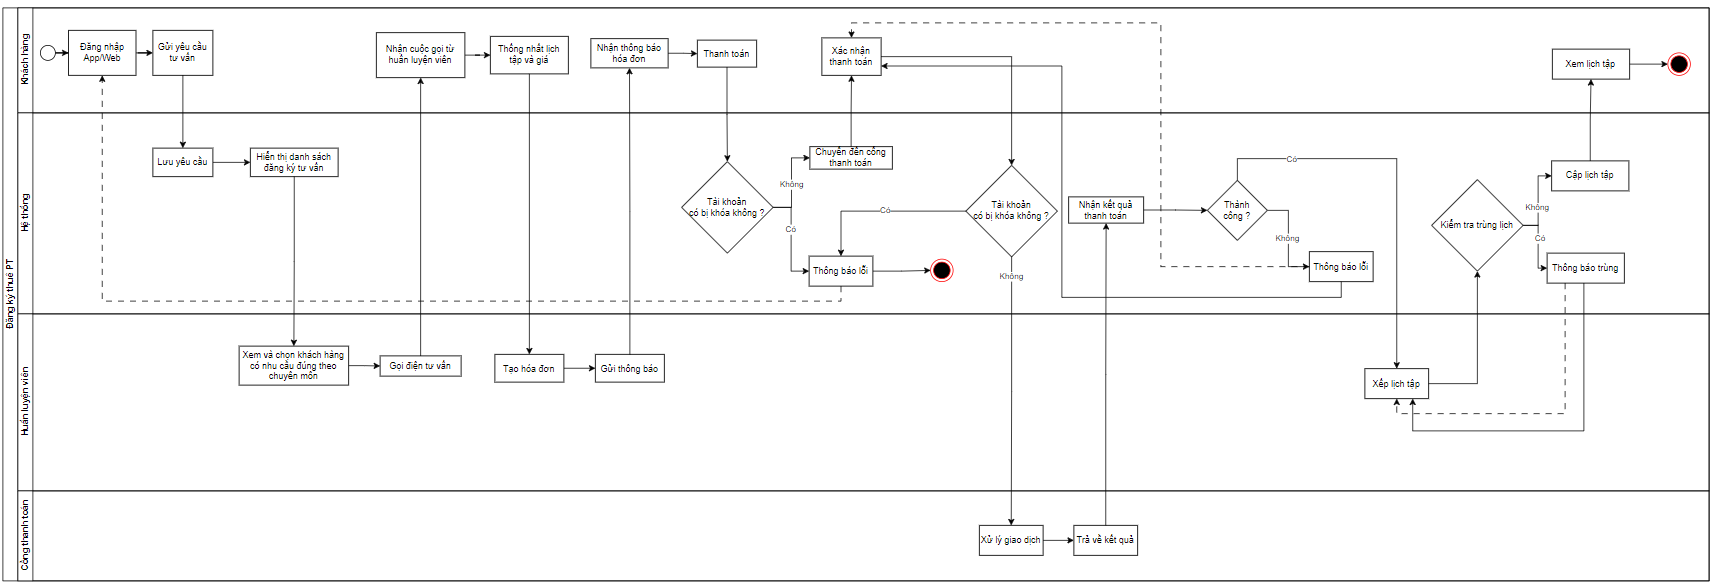 Đăng ký thuê PT
Khách hàng
Đăng nhập
App/Web
Gửi yêu cầu
tư vấn
Nhận cuộc gọi từ
huấn luyện viên
Thống nhất lịch
tập và giá
Nhận thông báo
hóa đơn
Thanh toán
Xác nhận
thanh toán
Xem lịch tập
Hệ thống
Lưu yêu cầu
Hiển thị danh sách
đăng ký tư vấn
Tài khoản
có bị khóa không ?
Không
Có
Chuyển đến cổng
thanh toán
Thông báo lỗi
Có
Tài khoản
có bị khóa không ?
Không
Nhận kết quả
thanh toán
Thành
công ?
Có
Không
Thông báo lỗi
Kiểm tra trùng lịch
Không
Có
Cập lịch tập
Thông báo trùng
Huấn luyện viên
Xem và chọn khách hàng
có nhu cầu đúng theo
chuyên môn
Gọi điện tư vấn
Tạo hóa đơn
Gửi thông báo
Xếp lịch tập
Cổng thanh toán
Xử lý giao dịch
Trả về kết quả